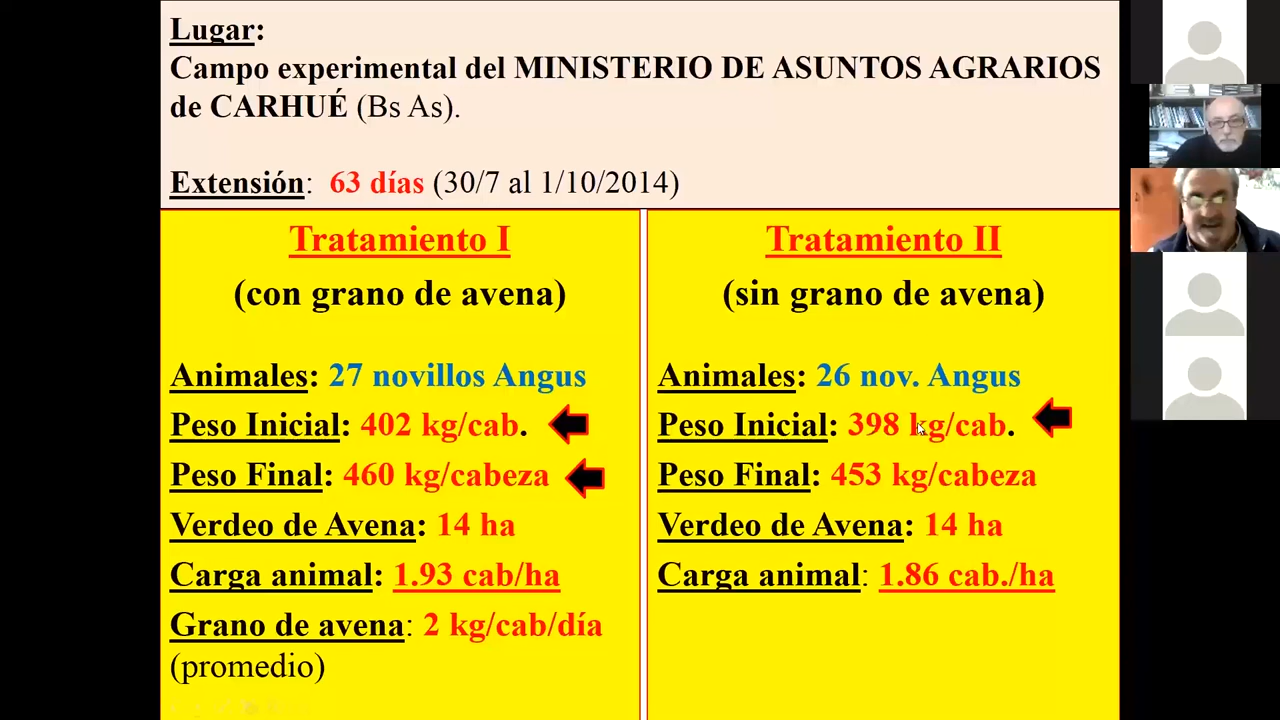 Lugar:
Campo experimental del MINISTERIO DE ASUNTOS AGRARIOS
de CARHUÉ (Bs As).
Extensión: 63 días (30/7 al 1/10/2014)
Tratamiento I
(con grano de avena)
Animales: 27 novillos Angus
Peso Inicial: 402 kg/cab.
Peso Final: 460 kg/cabeza
Verdeo de Avena: 14 ha
Carga animal: 1.93 cab/ha
Grano de avena: 2 kg/cab/día
(promedio)
Tratamiento II
(sin grano de avena)
Animales: 26 nov. Angus
Peso Inicial: 398 kg/cab.
Peso Final: 453 kg/cabeza
Verdeo de Avena: 14 ha
Carga animal: 1.86 cab./ha